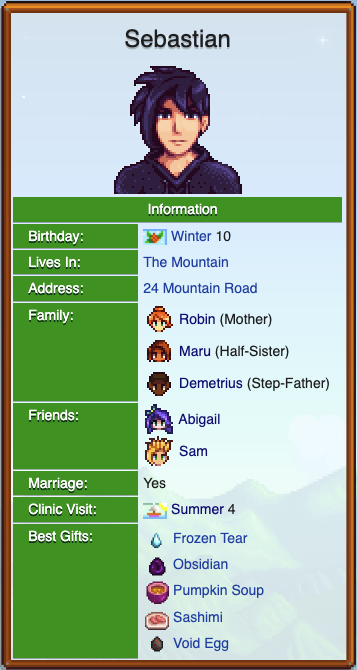 Sebastian
Information
Birthday: Winter 10
Lives In: The Mountain
Address: 24 Mountain Road
Family: Robin (Mother)
Maru (Half-Sister)
Demetrius (Step-Father)
Friends: Abigail
Sam
Marriage: Yes
Clinic Visit: Summer 4
Best Gifts: Frozen Tear
Obsidian
Pumpkin Soup
Sashimi
Void Egg